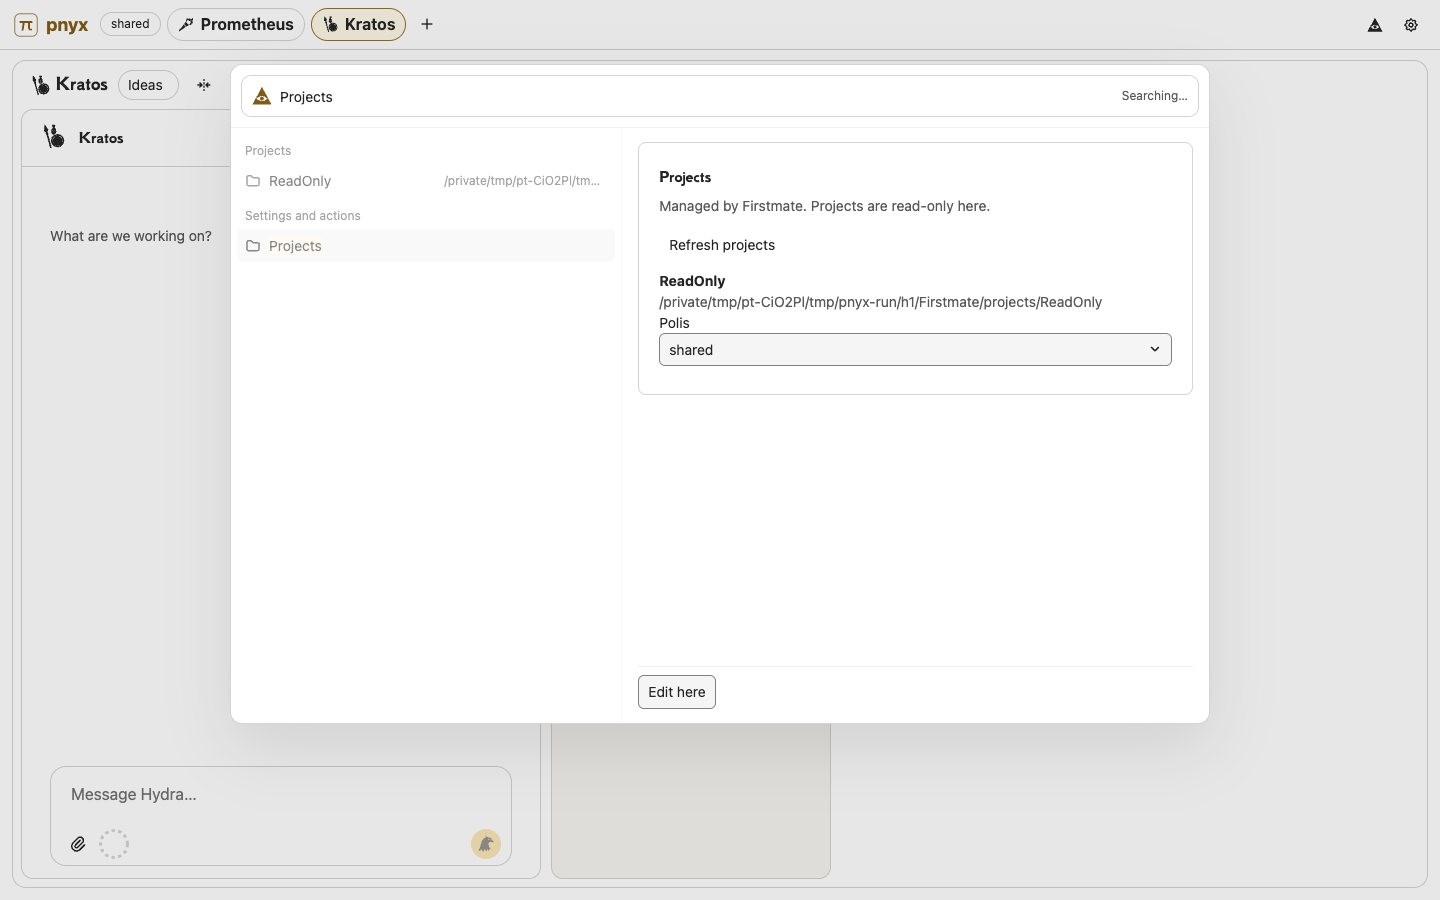 π pnyx shared Prometheus Kratos +
Kratos Ideas
Projects Searching...
Kratos
Projects
ReadOnly /private/tmp/pt-CiO2Pl/tm...
Settings and actions
Projects
What are we working on?
Projects
Managed by Firstmate. Projects are read-only here.
Refresh projects
ReadOnly
/private/tmp/pt-CiO2Pl/tmp/pnyx-run/h1/Firstmate/projects/ReadOnly
Polis
shared
Edit here
Message Hydra...